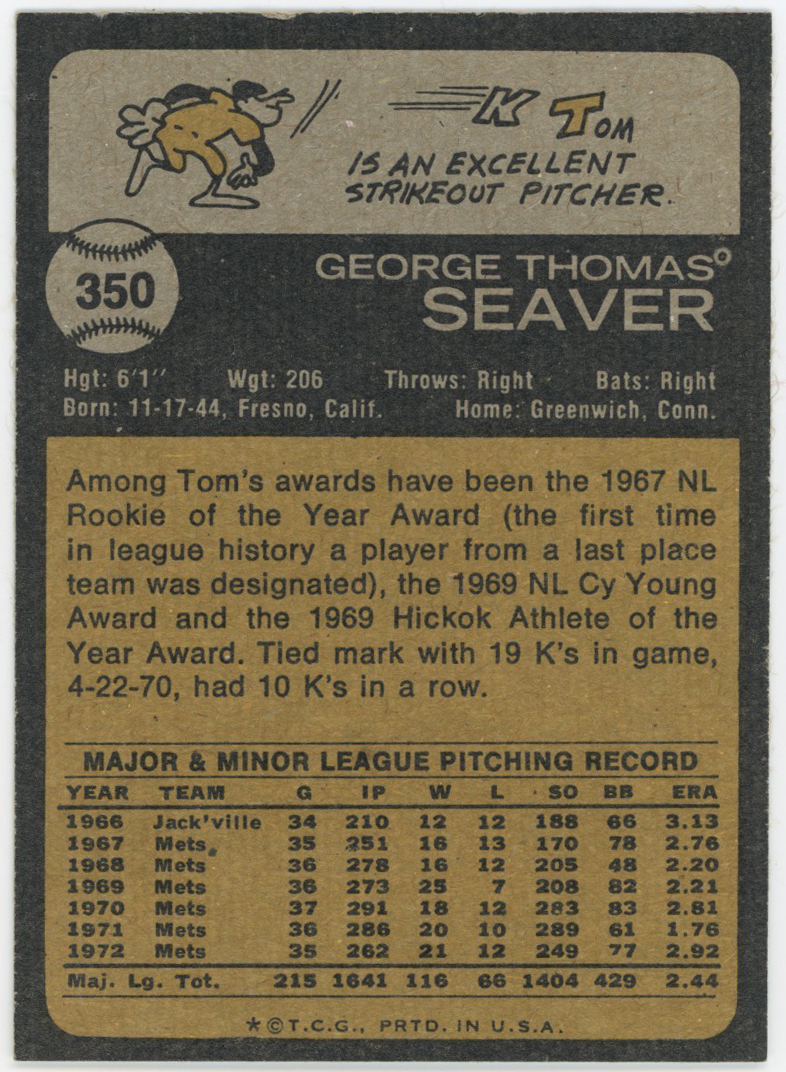 K TOM
IS AN EXCELLENT
STRIKEOUT PITCHER.
350
GEORGE THOMAS°
SEAVER
Hgt: 6'1" Wgt: 206 Throws: Right Bats: Right
Born: 11-17-44, Fresno, Calif. Home: Greenwich, Conn.
Among Tom's awards have been the 1967 NL
Rookie of the Year Award (the first time
in league history a player from a last place
team was designated), the 1969 NL Cy Young
Award and the 1969 Hickok Athlete of the
Year Award. Tied mark with 19 K's in game,
4-22-70, had 10 K's in a row.
MAJOR & MINOR LEAGUE PITCHING RECORD
YEAR TEAM G IP W L SO BB ERA
1966 Jack'ville 34 210 12 12 188 66 3.13
1967 Mets 35 251 16 13 170 78 2.76
1968 Mets 36 278 16 12 205 48 2.20
1969 Mets 36 273 25 7 208 82 2.21
1970 Mets 37 291 18 12 283 83 2.81
1971 Mets 36 286 20 10 289 61 1.76
1972 Mets 35 262 21 12 249 77 2.92
Maj. Lg. Tot. 215 1641 116 66 1404 429 2.44
*©T.C.G., PRTD. IN U.S.A.